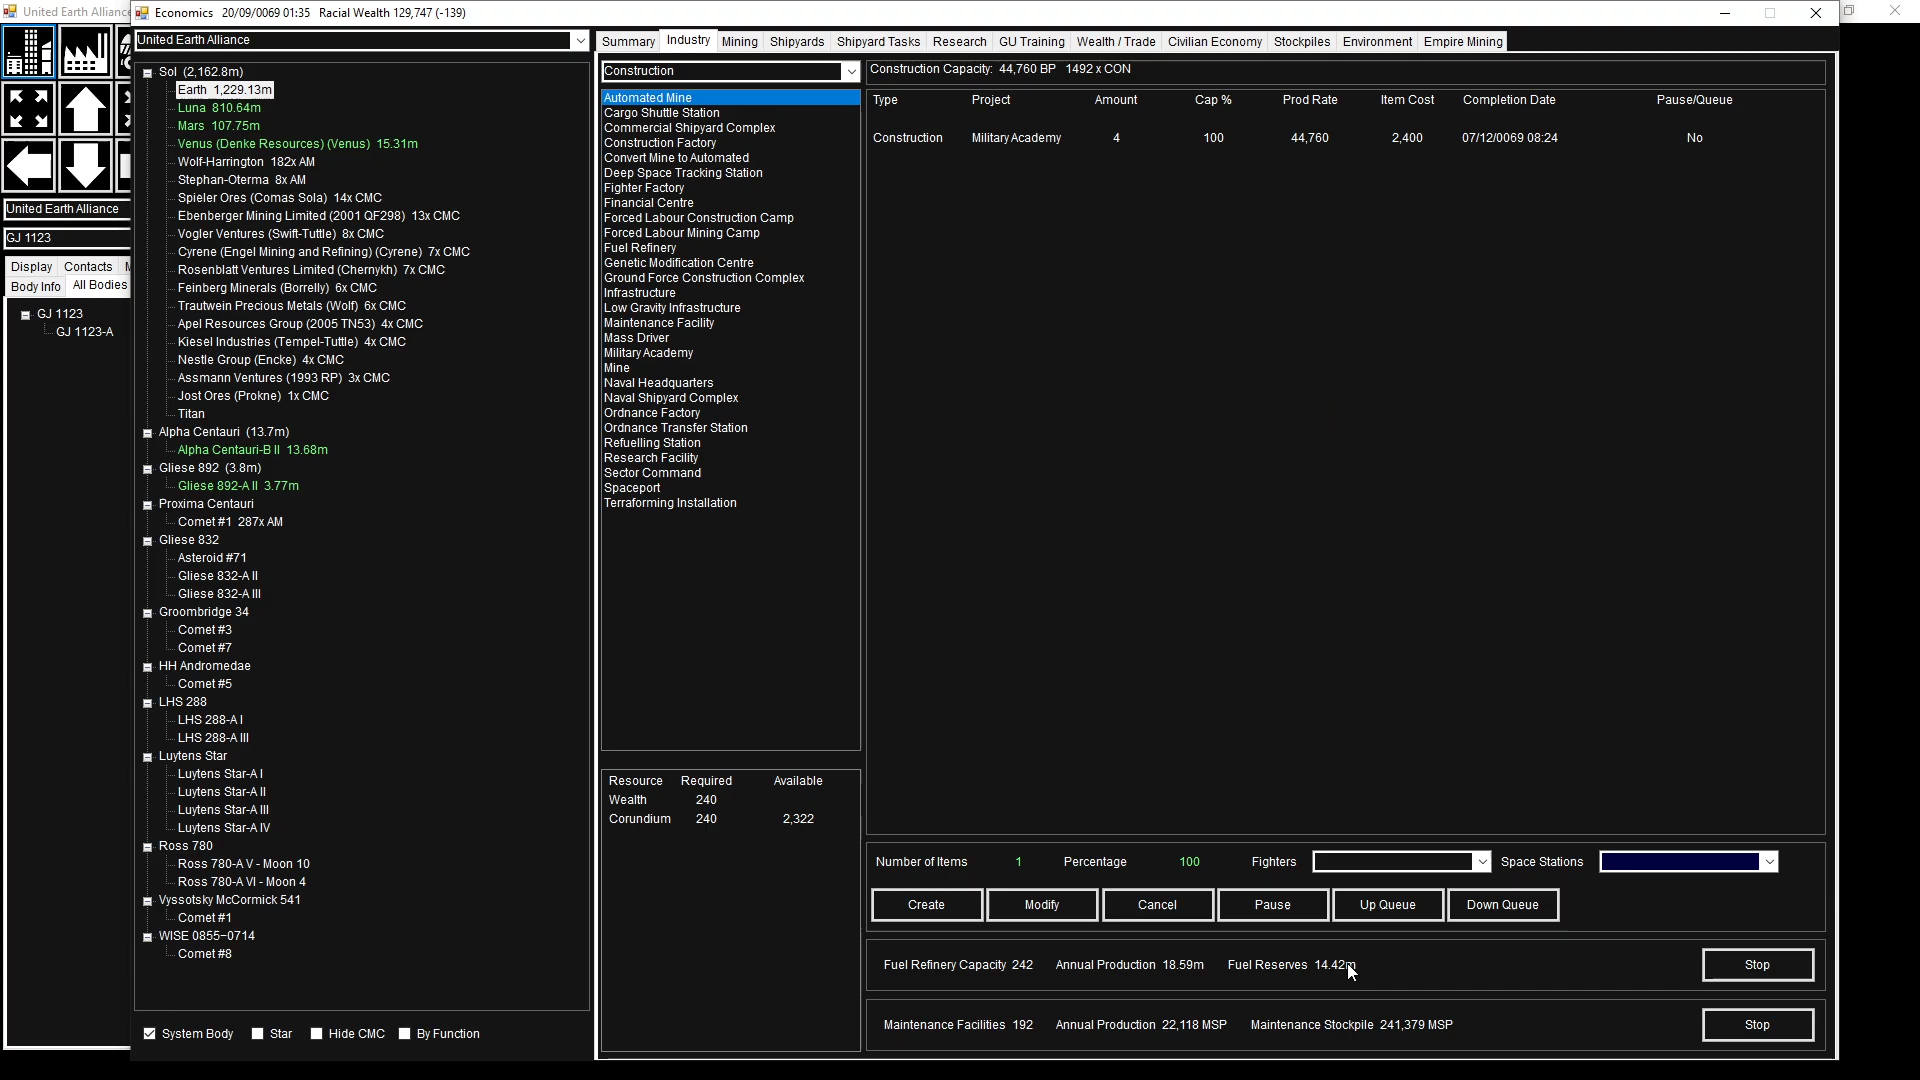 United Earth Alliance
Economics 20/09/0069 01:35 Racial Wealth 129,747 (-139)
United Earth Alliance
GJ 1123
Display Contacts
Body Info All Bodies
GJ 1123
GJ 1123-A
United Earth Alliance
Sol (2,162.8m)
Earth 1,229.13m
Luna 810.64m
Mars 107.75m
Venus (Denke Resources) (Venus) 15.31m
Wolf-Harrington 182x AM
Stephan-Oterma 8x AM
Spieler Ores (Comas Sola) 14x CMC
Ebenberger Mining Limited (2001 QF298) 13x CMC
Vogler Ventures (Swift-Tuttle) 8x CMC
Cyrene (Engel Mining and Refining) (Cyrene) 7x CMC
Rosenblatt Ventures Limited (Chernykh) 7x CMC
Feinberg Minerals (Borrelly) 6x CMC
Trautwein Precious Metals (Wolf) 6x CMC
Apel Resources Group (2005 TN53) 4x CMC
Kiesel Industries (Tempel-Tuttle) 4x CMC
Nestle Group (Encke) 4x CMC
Assmann Ventures (1993 RP) 3x CMC
Jost Ores (Prokne) 1x CMC
Titan
Alpha Centauri (13.7m)
Alpha Centauri-B II 13.68m
Gliese 892 (3.8m)
Gliese 892-A II 3.77m
Proxima Centauri
Comet #1 287x AM
Gliese 832
Asteroid #71
Gliese 832-A II
Gliese 832-A III
Groombridge 34
Comet #3
Comet #7
HH Andromedae
Comet #5
LHS 288
LHS 288-A I
LHS 288-A III
Luytens Star
Luytens Star-A I
Luytens Star-A II
Luytens Star-A III
Luytens Star-A IV
Ross 780
Ross 780-A V - Moon 10
Ross 780-A VI - Moon 4
Vyssotsky McCormick 541
Comet #1
WISE 0855-0714
Comet #8
System Body Star Hide CMC By Function
Summary Industry Mining Shipyards Shipyard Tasks Research GU Training Wealth / Trade Civilian Economy Stockpiles Environment Empire Mining
Construction
Automated Mine
Cargo Shuttle Station
Commercial Shipyard Complex
Construction Factory
Convert Mine to Automated
Deep Space Tracking Station
Fighter Factory
Financial Centre
Forced Labour Construction Camp
Forced Labour Mining Camp
Fuel Refinery
Genetic Modification Centre
Ground Force Construction Complex
Infrastructure
Low Gravity Infrastructure
Maintenance Facility
Mass Driver
Military Academy
Mine
Naval Headquarters
Naval Shipyard Complex
Ordnance Factory
Ordnance Transfer Station
Refuelling Station
Research Facility
Sector Command
Spaceport
Terraforming Installation
Resource Required Available
Wealth 240
Corundium 240 2,322
Construction Capacity: 44,760 BP 1492 x CON
Type Project Amount Cap % Prod Rate Item Cost Completion Date Pause/Queue
Construction Military Academy 4 100 44,760 2,400 07/12/0069 08:24 No
Number of Items 1 Percentage 100 Fighters Space Stations
Create Modify Cancel Pause Up Queue Down Queue
Fuel Refinery Capacity 242 Annual Production 18.59m Fuel Reserves 14.42m Stop
Maintenance Facilities 192 Annual Production 22,118 MSP Maintenance Stockpile 241,379 MSP Stop